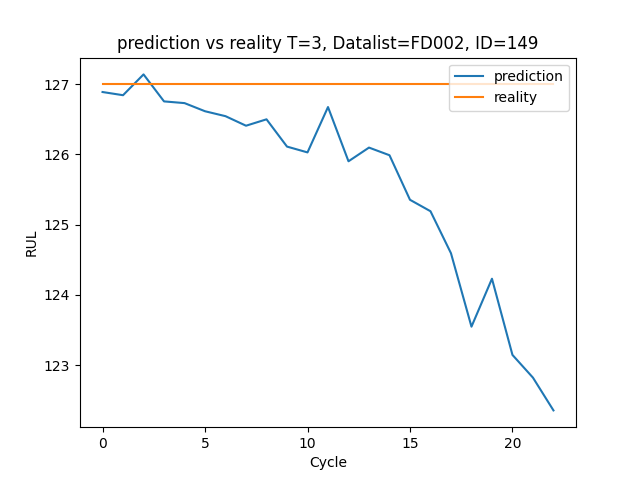 prediction vs reality T=3, Datalist=FD002, ID=149
prediction
reality
127
126
125
124
123
RUL
0 5 10 15 20
Cycle